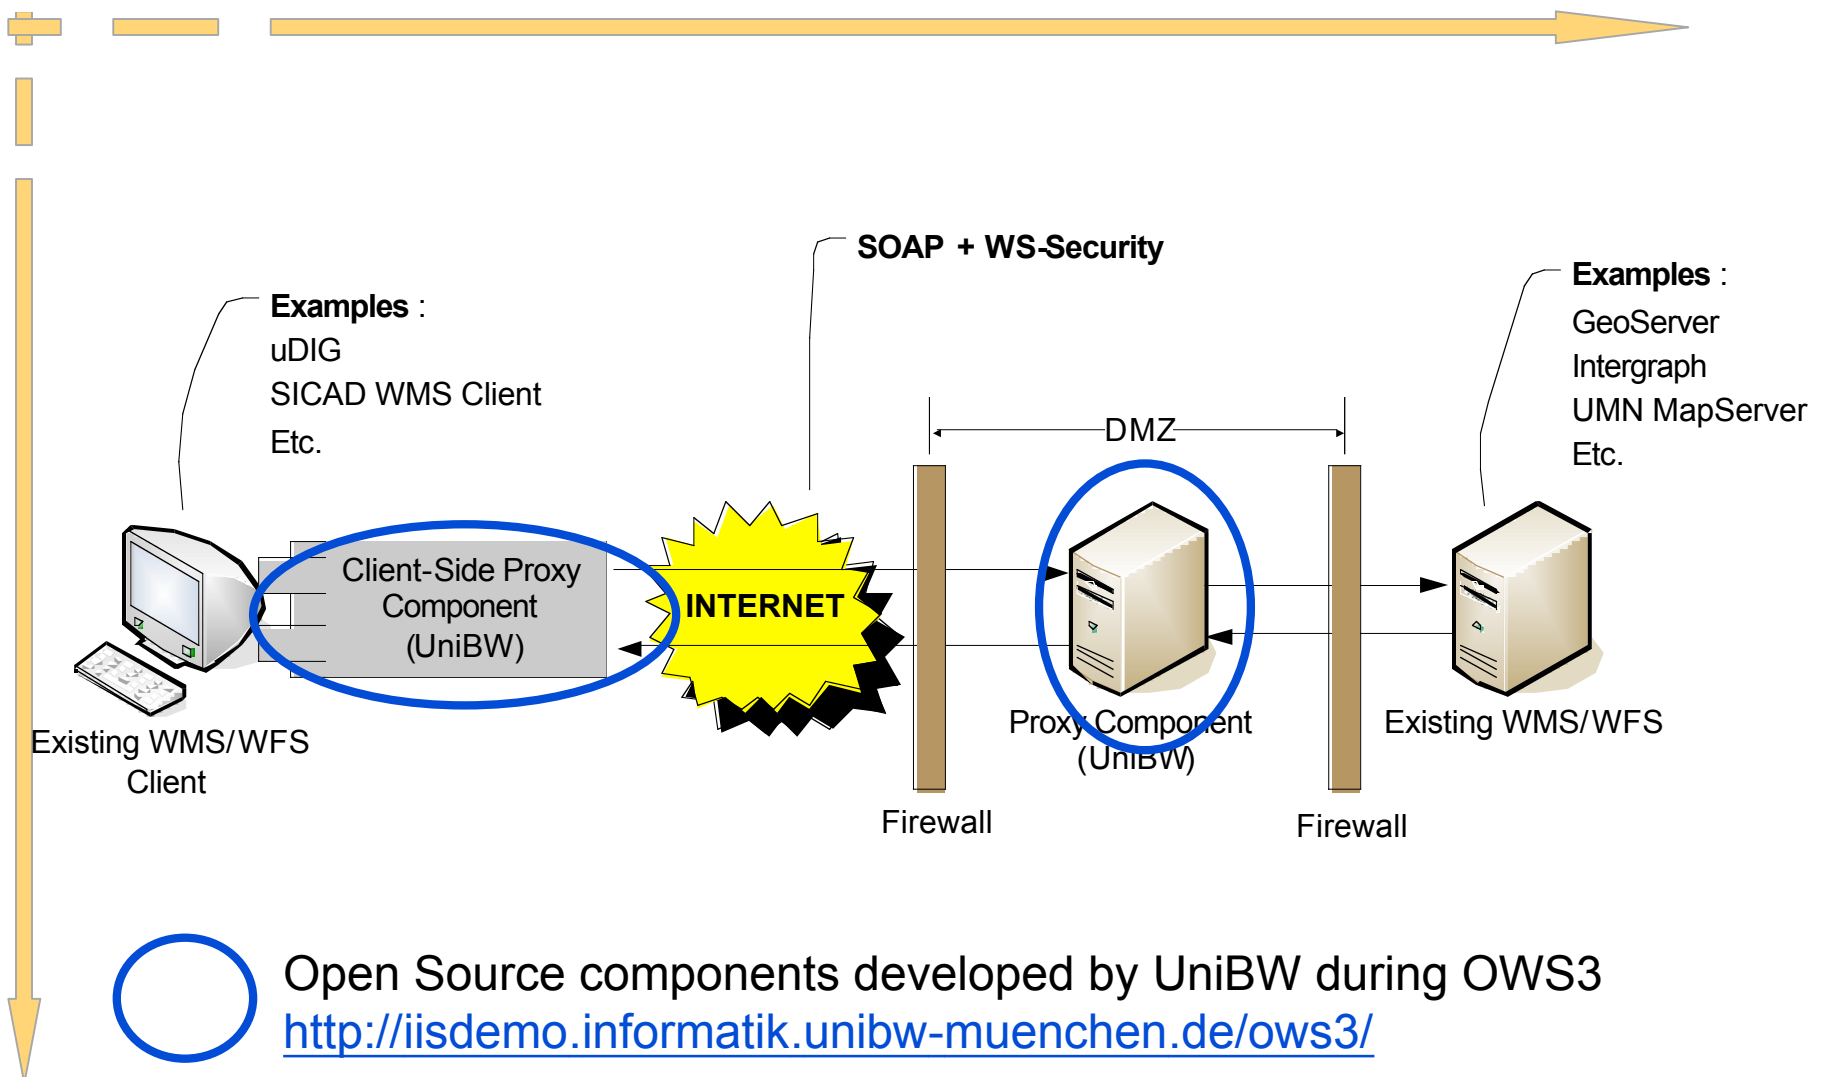 SOAP + WS-Security
Examples :
uDIG
SICAD WMS Client
Etc.
Examples :
GeoServer
Intergraph
UMN MapServer
Etc.
DMZ
Client-Side Proxy
Component
(UniBW)
INTERNET
Existing WMS/WFS
Client
Proxy Component
(UniBW)
Existing WMS/WFS
Firewall
Firewall
Open Source components developed by UniBW during OWS3
http://iisdemo.informatik.unibw-muenchen.de/ows3/